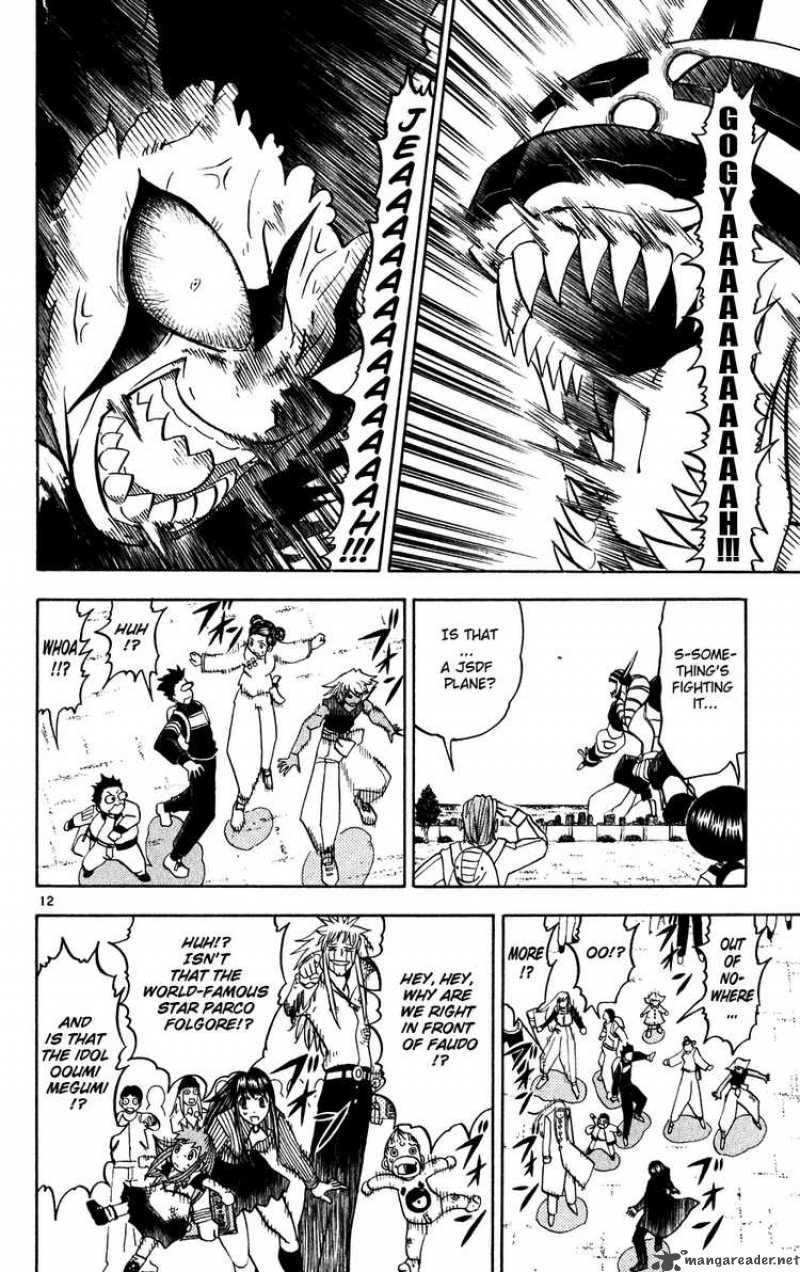 GOGYAAAAAAAAAAAAH!!!
JEAAAAAAAAAAAAAAH!!!
S-SOME-
THING'S
FIGHTING
IT...
IS THAT
...
A JSDF
PLANE?
HUH
!?
WHOA
!!?
12
OUT
OF
NO-
WHERE
...
OO!?
MORE
!?
HEY, HEY,
WHY ARE
WE RIGHT
IN FRONT
OF FAUDO
!?
HUH!?
ISN'T
THAT THE
WORLD-FAMOUS
STAR PARCO
FOLGORE!?
AND
IS THAT
THE IDOL
OOUMI
MEGUMI
!?
mangareader.net